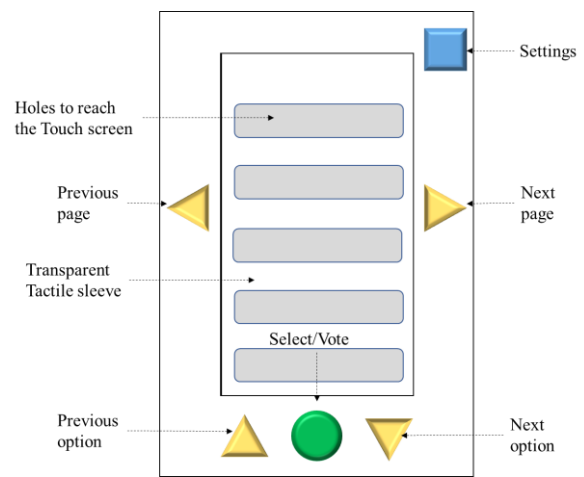 Settings
Holes to reach
the Touch screen
Previous
page
Next
page
Transparent
Tactile sleeve
Select/Vote
Previous
option
Next
option